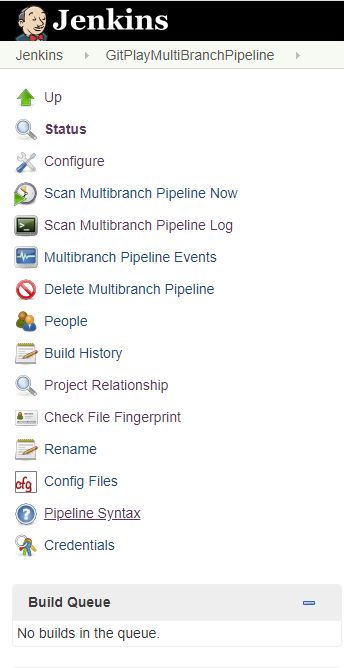 Jenkins
Jenkins GitPlayMultiBranchPipeline
Up
Status
Configure
Scan Multibranch Pipeline Now
Scan Multibranch Pipeline Log
Multibranch Pipeline Events
Delete Multibranch Pipeline
People
Build History
Project Relationship
Check File Fingerprint
Rename
cfg Config Files
Pipeline Syntax
Credentials
Build Queue
No builds in the queue.